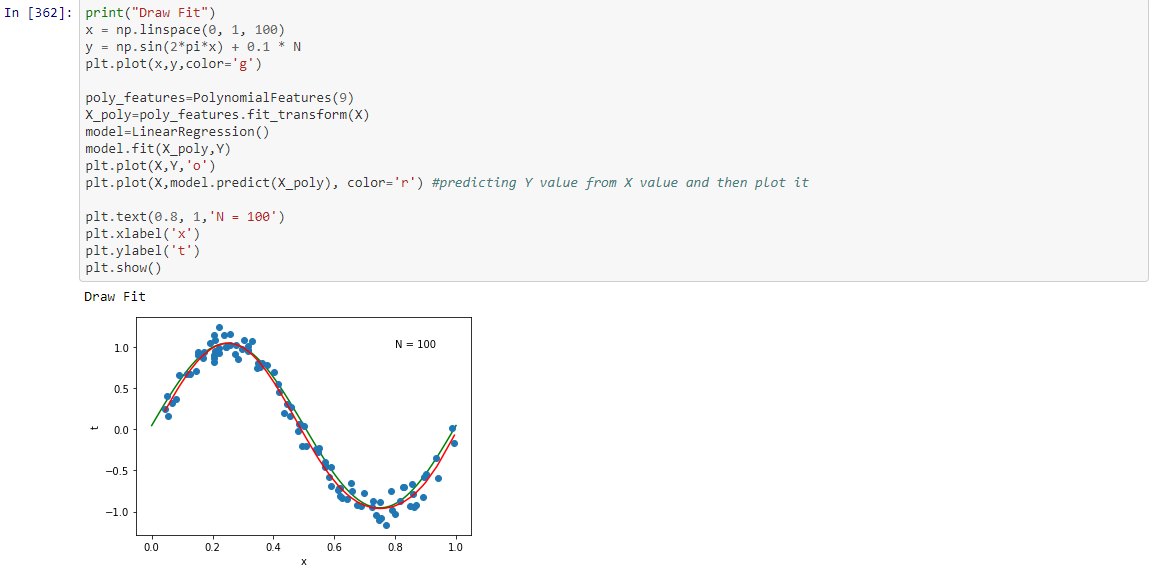 In [362]:
print("Draw Fit")
x = np.linspace(0, 1, 100)
y = np.sin(2*pi*x) + 0.1 * N
plt.plot(x,y,color='g')
poly_features=PolynomialFeatures(9)
X_poly=poly_features.fit_transform(X)
model=LinearRegression()
model.fit(X_poly,Y)
plt.plot(X,Y,'o')
plt.plot(X,model.predict(X_poly), color='r') #predicting Y value from X value and then plot it
plt.text(0.8, 1,'N = 100')
plt.xlabel('x')
plt.ylabel('t')
plt.show()
Draw Fit
N = 100
1.0
0.5
0.0
−0.5
−1.0
t
0.0 0.2 0.4 0.6 0.8 1.0
x